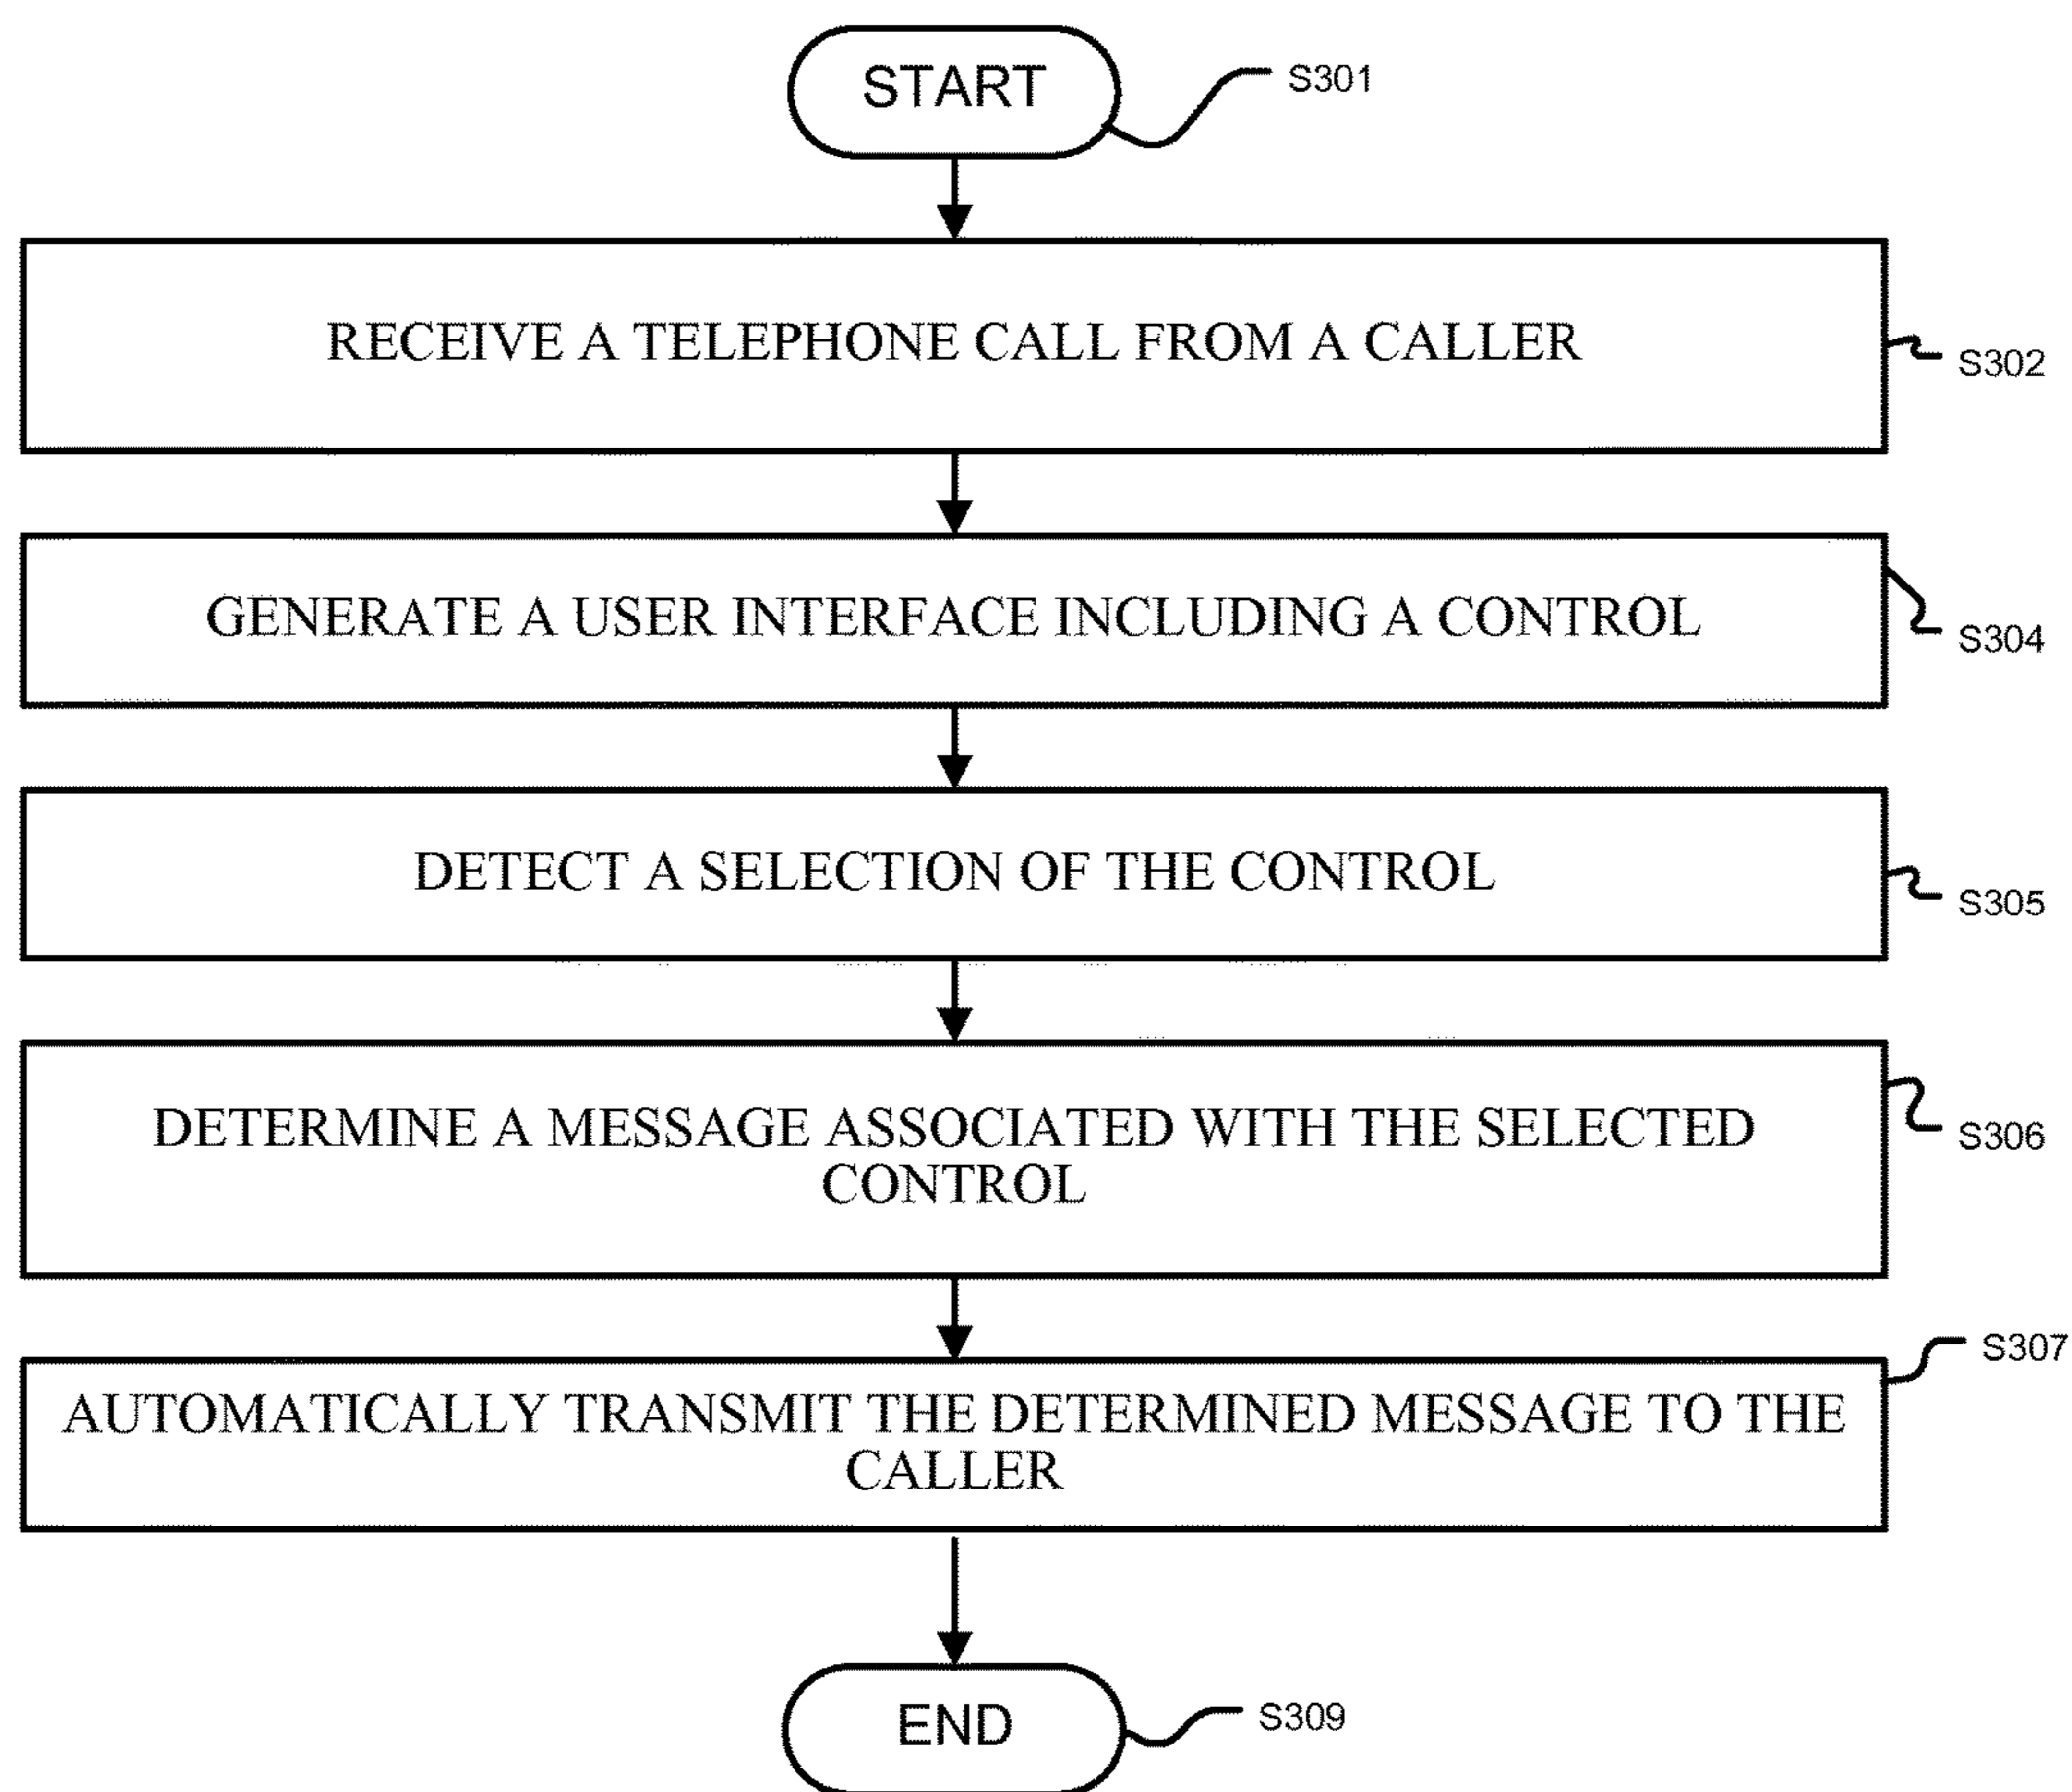 START
S301
RECEIVE A TELEPHONE CALL FROM A CALLER
S302
GENERATE A USER INTERFACE INCLUDING A CONTROL
S304
DETECT A SELECTION OF THE CONTROL
S305
DETERMINE A MESSAGE ASSOCIATED WITH THE SELECTED
CONTROL
S306
AUTOMATICALLY TRANSMIT THE DETERMINED MESSAGE TO THE
CALLER
S307
END
S309